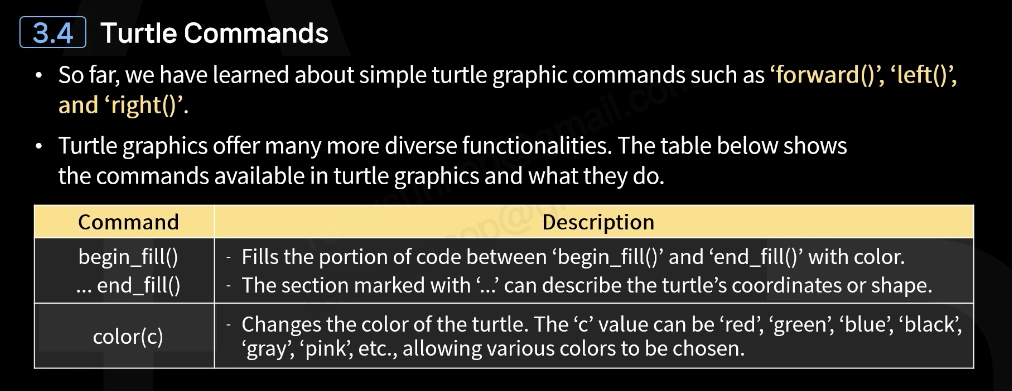 3.4 Turtle Commands
• So far, we have learned about simple turtle graphic commands such as ‘forward()’, ‘left()’,
and ‘right()’.
• Turtle graphics offer many more diverse functionalities. The table below shows
the commands available in turtle graphics and what they do.
Command Description
begin_fill()
... end_fill()
- Fills the portion of code between ‘begin_fill()’ and ‘end_fill()’ with color.
- The section marked with ‘...’ can describe the turtle’s coordinates or shape.
color(c)
- Changes the color of the turtle. The ‘c’ value can be ‘red’, ‘green’, ‘blue’, ‘black’,
‘gray’, ‘pink’, etc., allowing various colors to be chosen.